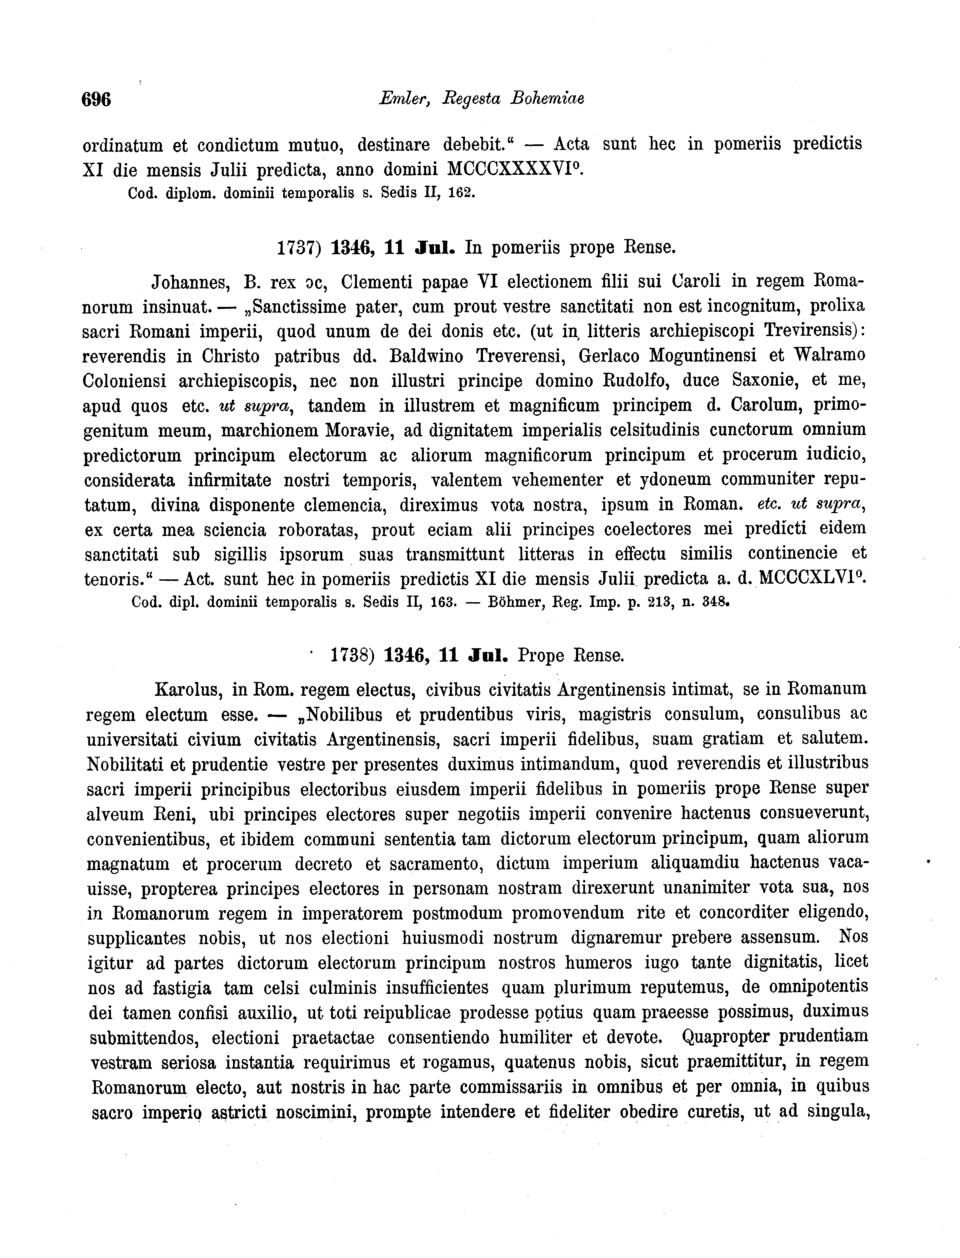 696 Emler, Regesta Bohemiae
ordinatum et condictum mutuo, destinare debebit.“ — Acta sunt hec in pomeriis predictis
XI die mensis Julii predicta, anno domini MCCCXXXXVI⁰.
Cod. diplom. dominii temporalis s. Sedis II, 162.
1737) 1346, 11 Jul. In pomeriis prope Rense.
Johannes, B. rex ɔc, Clementi papae VI electionem filii sui Caroli in regem Roma-
norum insinuat. — „Sanctissime pater, cum prout vestre sanctitati non est incognitum, prolixa
sacri Romani imperii, quod unum de dei donis etc. (ut in litteris archiepiscopi Trevirensis):
reverendis in Christo patribus dd. Baldwino Treverensi, Gerlaco Moguntinensi et Walramo
Coloniensi archiepiscopis, nec non illustri principe domino Rudolfo, duce Saxonie, et me,
apud quos etc. ut supra, tandem in illustrem et magnificum principem d. Carolum, primo-
genitum meum, marchionem Moravie, ad dignitatem imperialis celsitudinis cunctorum omnium
predictorum principum electorum ac aliorum magnificorum principum et procerum iudicio,
considerata infirmitate nostri temporis, valentem vehementer et ydoneum communiter repu-
tatum, divina disponente clemencia, direximus vota nostra, ipsum in Roman. etc. ut supra,
ex certa mea sciencia roboratas, prout eciam alii principes coelectores mei predicti eidem
sanctitati sub sigillis ipsorum suas transmittunt litteras in effectu similis continencie et
tenoris.“ — Act. sunt hec in pomeriis predictis XI die mensis Julii predicta a. d. MCCCXLVI⁰.
Cod. dipl. dominii temporalis s. Sedis II, 163. — Böhmer, Reg. Imp. p. 213, n. 348.
1738) 1346, 11 Jul. Prope Rense.
Karolus, in Rom. regem electus, civibus civitatis Argentinensis intimat, se in Romanum
regem electum esse. — „Nobilibus et prudentibus viris, magistris consulum, consulibus ac
universitati civium civitatis Argentinensis, sacri imperii fidelibus, suam gratiam et salutem.
Nobilitati et prudentie vestre per presentes duximus intimandum, quod reverendis et illustribus
sacri imperii principibus electoribus eiusdem imperii fidelibus in pomeriis prope Rense super
alveum Reni, ubi principes electores super negotiis imperii convenire hactenus consueverunt,
convenientibus, et ibidem communi sententia tam dictorum electorum principum, quam aliorum
magnatum et procerum decreto et sacramento, dictum imperium aliquamdiu hactenus vaca-
uisse, propterea principes electores in personam nostram direxerunt unanimiter vota sua, nos
in Romanorum regem in imperatorem postmodum promovendum rite et concorditer eligendo,
supplicantes nobis, ut nos electioni huiusmodi nostrum dignaremur prebere assensum. Nos
igitur ad partes dictorum electorum principum nostros humeros iugo tante dignitatis, licet
nos ad fastigia tam celsi culminis insufficientes quam plurimum reputemus, de omnipotentis
dei tamen confisi auxilio, ut toti reipublicae prodesse potius quam praeesse possimus, duximus
submittendos, electioni praetactae consentiendo humiliter et devote. Quapropter prudentiam
vestram seriosa instantia requirimus et rogamus, quatenus nobis, sicut praemittitur, in regem
Romanorum electo, aut nostris in hac parte commissariis in omnibus et per omnia, in quibus
sacro imperio astricti noscimini, prompte intendere et fideliter obedire curetis, ut ad singula,